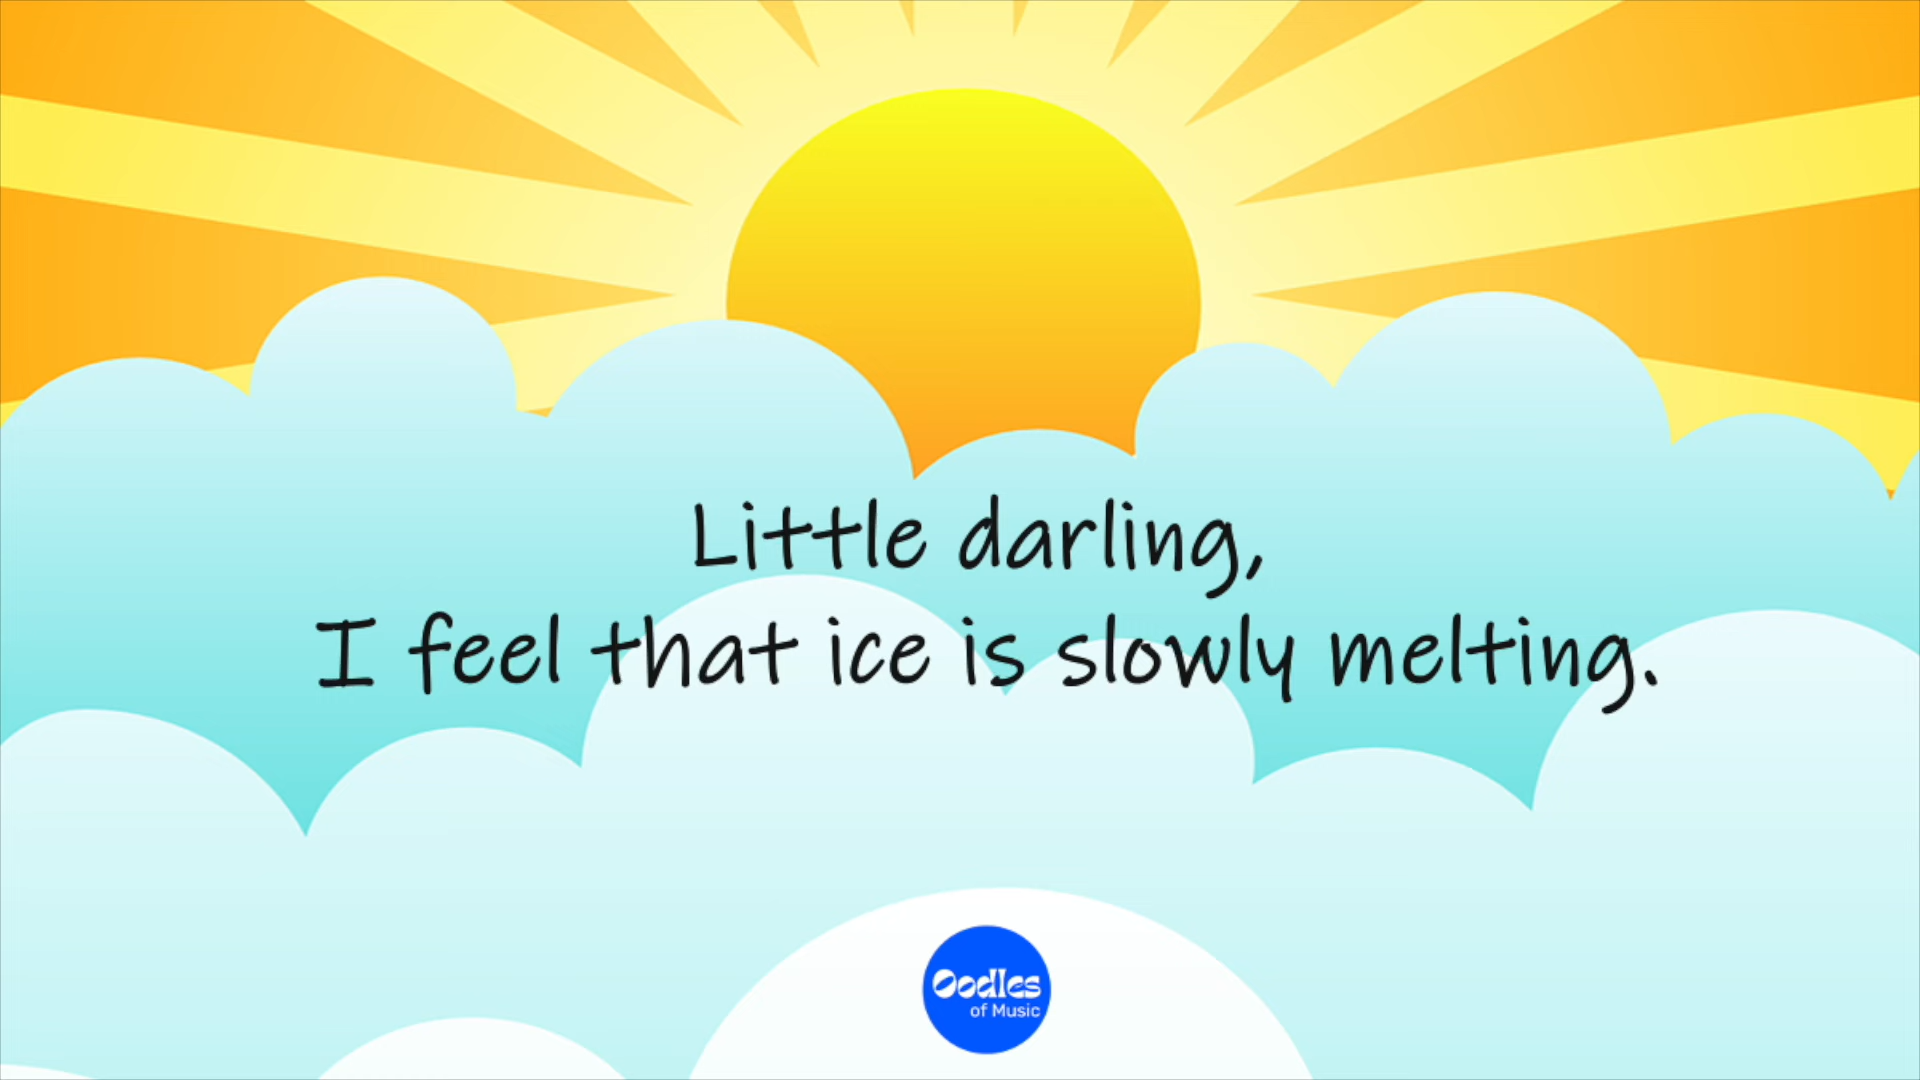 Little darling,
I feel that ice is slowly melting.
Oodles
of Music